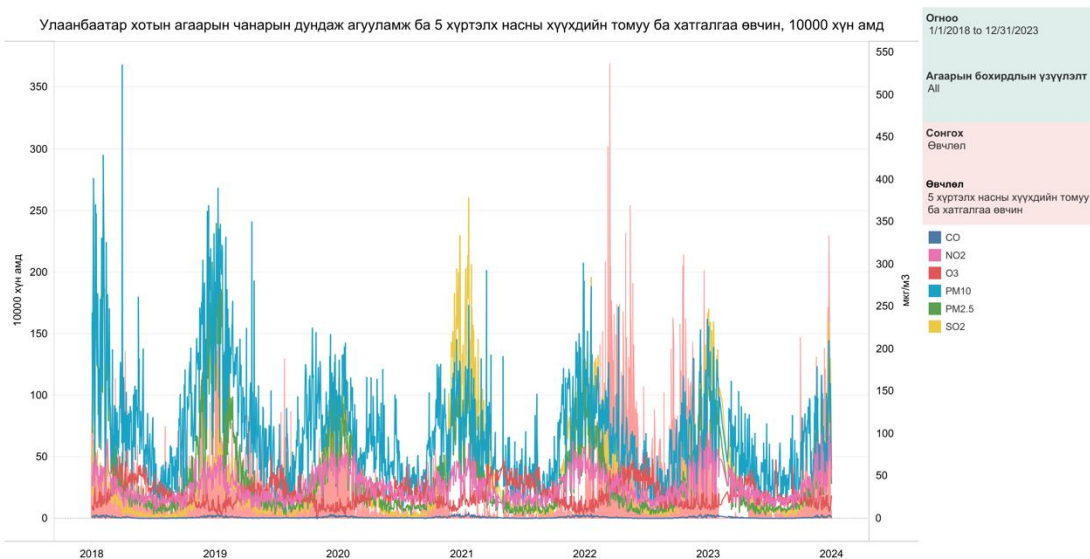 Улаанбаатар хотын агаарын чанарын дундаж агууламж ба 5 хүртэлх насны хүүхдийн томуу ба хатгалгаа өвчин, 10000 хүн амд
350
300
250
200
150
100
50
0
10000 хүн амд
550
500
450
400
350
300
250
200
150
100
50
0
мкг/м3
2018
2019
2020
2021
2022
2023
2024
Огноо
1/1/2018 to 12/31/2023
Агаарын бохирдлын үзүүлэлт
All
Сонгох
Өвчлөл
Өвчлөл
5 хүртэлх насны хүүхдийн томуу
ба хатгалгаа өвчин
CO
NO2
O3
PM10
PM2.5
SO2